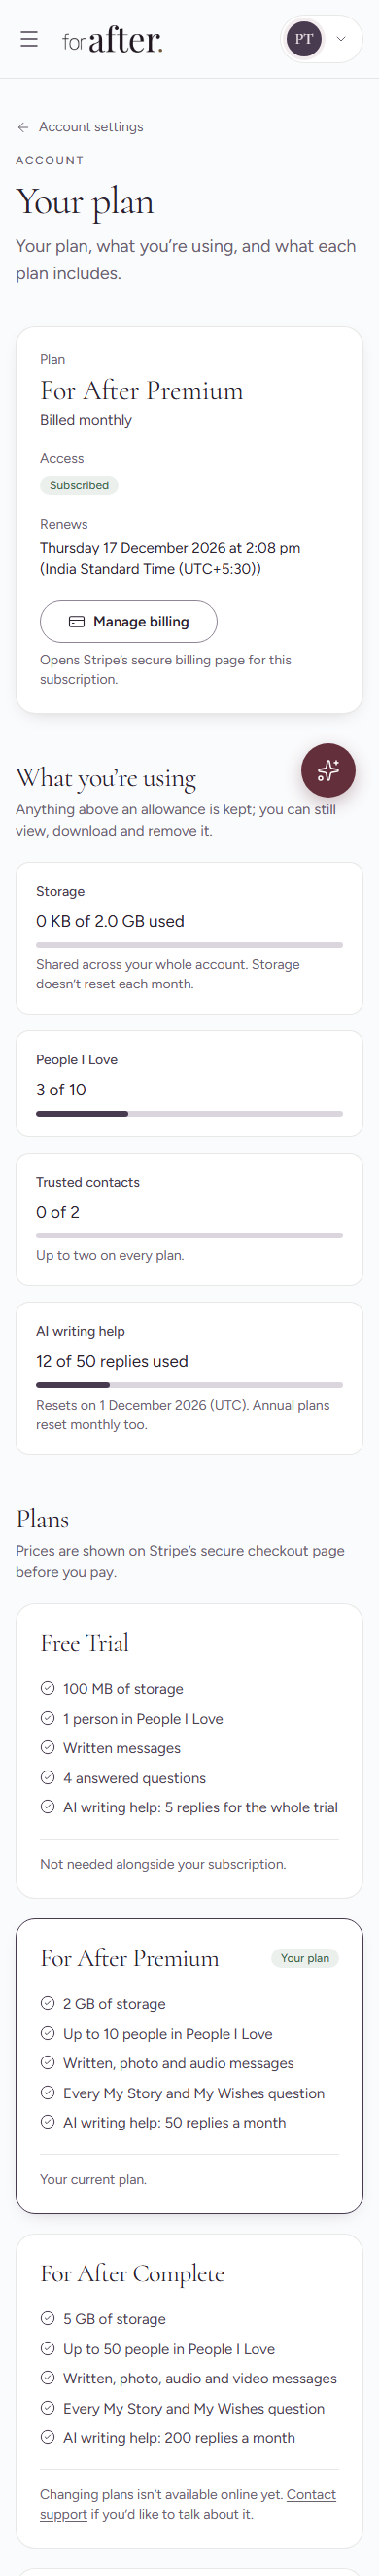 for after.
PT
Account settings
ACCOUNT
Your plan
Your plan, what you’re using, and what each
plan includes.
Plan
For After Premium
Billed monthly
Access
Subscribed
Renews
Thursday 17 December 2026 at 2:08 pm
(India Standard Time (UTC+5:30))
Manage billing
Opens Stripe’s secure billing page for this
subscription.
What you’re using
Anything above an allowance is kept; you can still
view, download and remove it.
Storage
0 KB of 2.0 GB used
Shared across your whole account. Storage
doesn’t reset each month.
People I Love
3 of 10
Trusted contacts
0 of 2
Up to two on every plan.
AI writing help
12 of 50 replies used
Resets on 1 December 2026 (UTC). Annual plans
reset monthly too.
Plans
Prices are shown on Stripe’s secure checkout page
before you pay.
Free Trial
100 MB of storage
1 person in People I Love
Written messages
4 answered questions
AI writing help: 5 replies for the whole trial
Not needed alongside your subscription.
For After Premium
Your plan
2 GB of storage
Up to 10 people in People I Love
Written, photo and audio messages
Every My Story and My Wishes question
AI writing help: 50 replies a month
Your current plan.
For After Complete
5 GB of storage
Up to 50 people in People I Love
Written, photo, audio and video messages
Every My Story and My Wishes question
AI writing help: 200 replies a month
Changing plans isn’t available online yet. Contact
support if you’d like to talk about it.